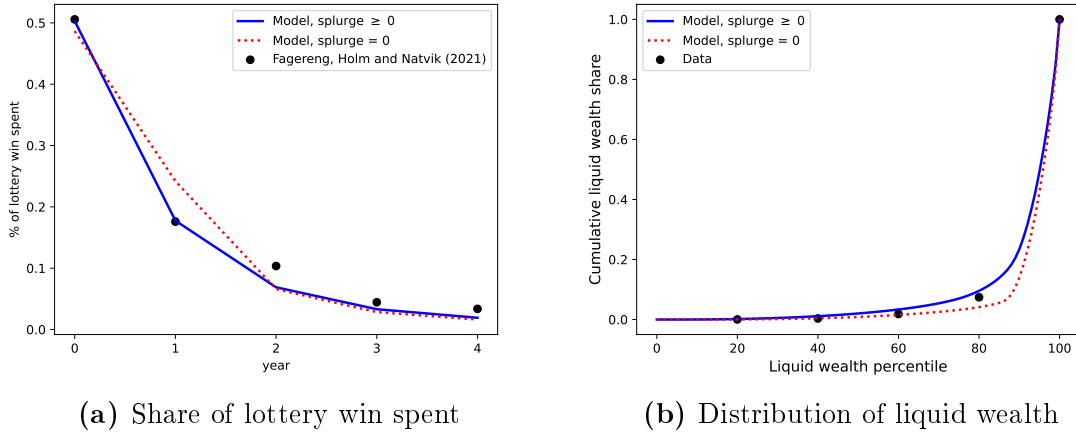 % of lottery win spent
0.5
0.4
0.3
0.2
0.1
0.0
0
1
2
3
4
year
Model, splurge ≥ 0
Model, splurge = 0
Fagereng, Holm and Natvik (2021)
(a) Share of lottery win spent
Cumulative liquid wealth share
1.0
0.8
0.6
0.4
0.2
0.0
0
20
40
60
80
100
Liquid wealth percentile
Model, splurge ≥ 0
Model, splurge = 0
Data
(b) Distribution of liquid wealth